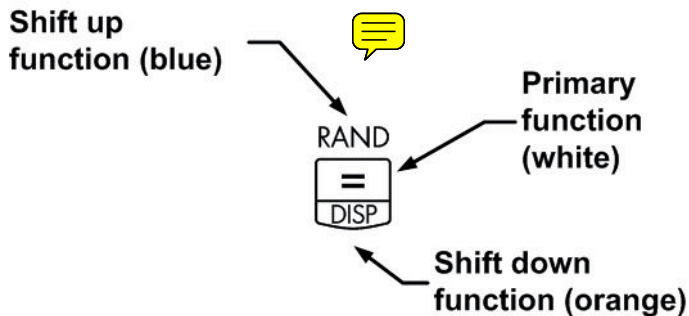 Shift up
function (blue)
Primary
function
(white)
RAND
=
DISP
Shift down
function (orange)